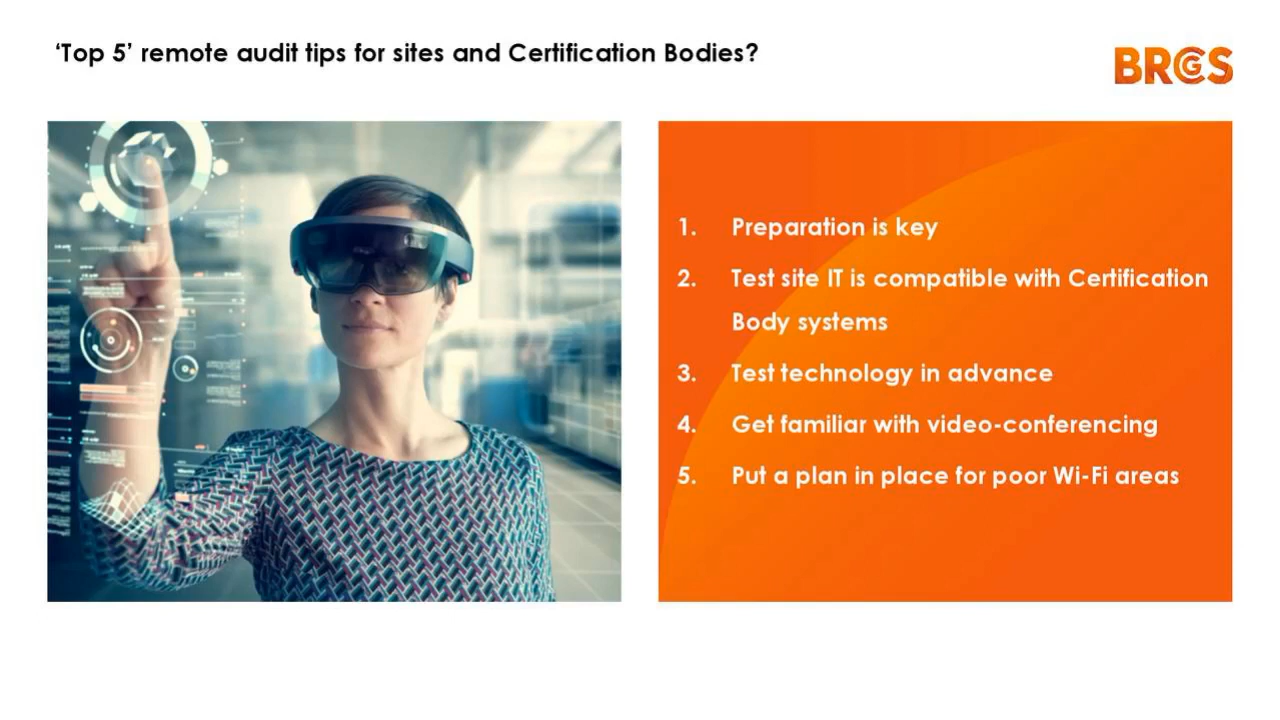 ‘Top 5’ remote audit tips for sites and Certification Bodies?
BRCGS
1. Preparation is key
2. Test site IT is compatible with Certification
Body systems
3. Test technology in advance
4. Get familiar with video-conferencing
5. Put a plan in place for poor Wi-Fi areas